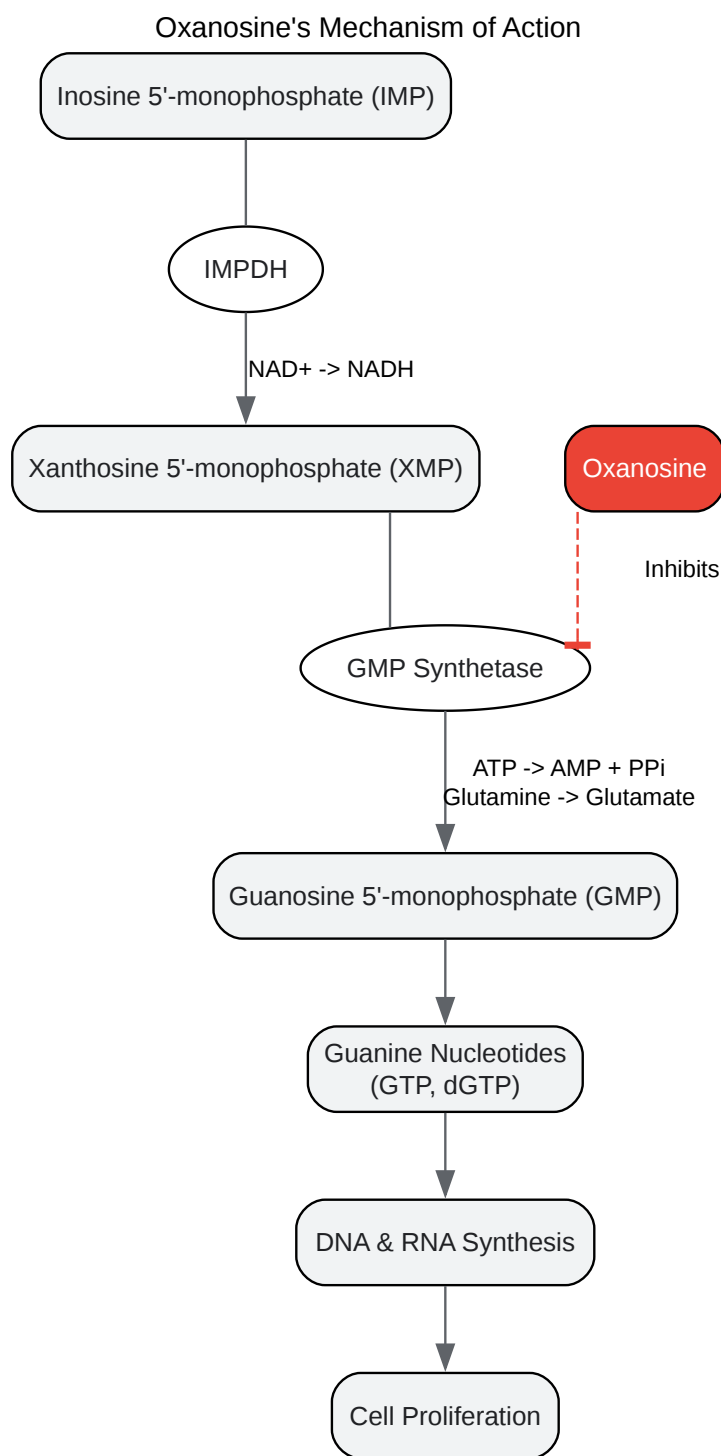 Oxanosine's Mechanism of Action
Inosine 5'-monophosphate (IMP)
IMPDH
NAD+ -> NADH
Xanthosine 5'-monophosphate (XMP)
Oxanosine
Inhibits
GMP Synthetase
ATP -> AMP + PPi
Glutamine -> Glutamate
Guanosine 5'-monophosphate (GMP)
Guanine Nucleotides
(GTP, dGTP)
DNA & RNA Synthesis
Cell Proliferation